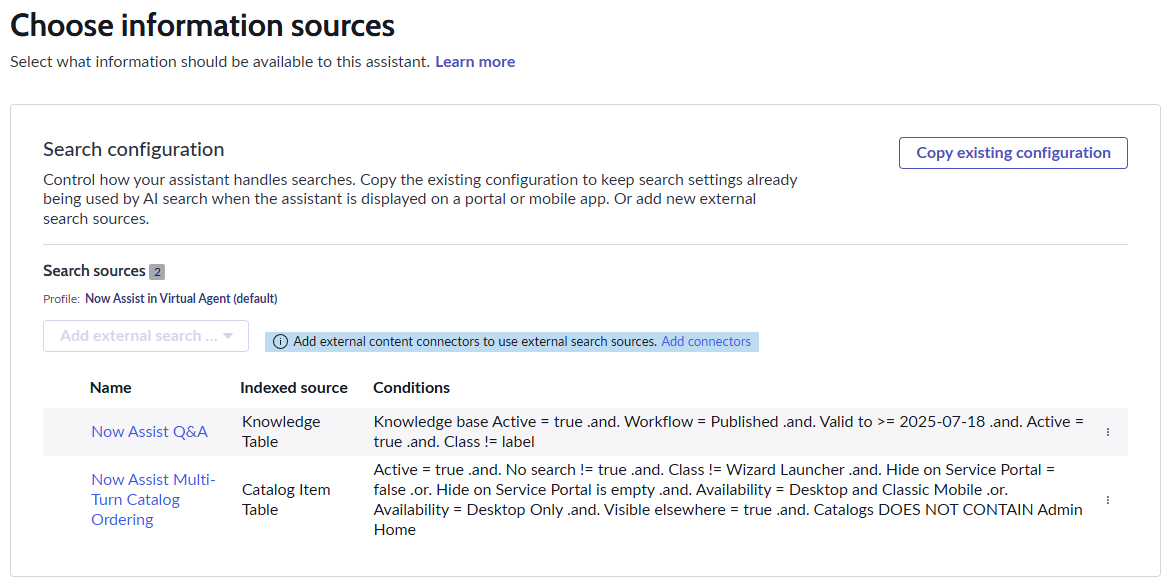 Choose information sources
Select what information should be available to this assistant. Learn more
Search configuration
Copy existing configuration
Control how your assistant handles searches. Copy the existing configuration to keep search settings already
being used by AI search when the assistant is displayed on a portal or mobile app. Or add new external
search sources.
Search sources 2
Profile: Now Assist in Virtual Agent (default)
Add external search ...
Add external content connectors to use external search sources. Add connectors
Name Indexed source Conditions
Now Assist Q&A
Knowledge
Table
Knowledge base Active = true .and. Workflow = Published .and. Valid to >= 2025-07-18 .and. Active =
true .and. Class != label
Now Assist Multi-
Turn Catalog
Ordering
Catalog Item
Table
Active = true .and. No search != true .and. Class != Wizard Launcher .and. Hide on Service Portal =
false .or. Hide on Service Portal is empty .and. Availability = Desktop and Classic Mobile .or.
Availability = Desktop Only .and. Visible elsewhere = true .and. Catalogs DOES NOT CONTAIN Admin
Home